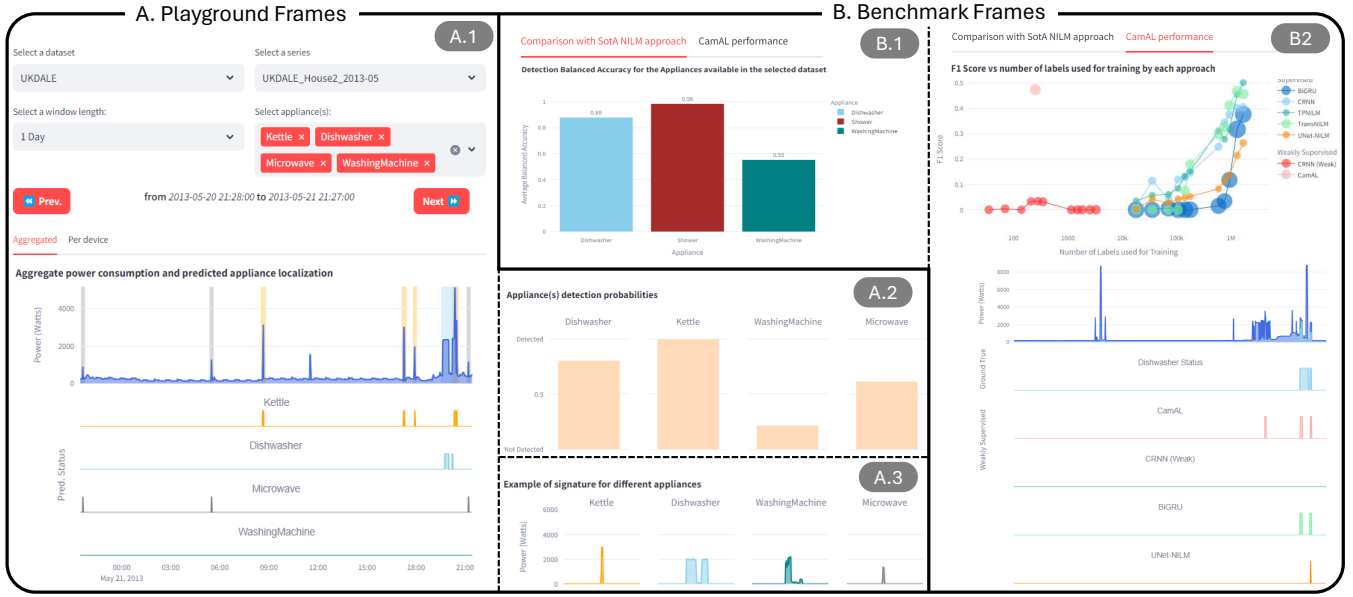 A. Playground Frames
A.1
Select a dataset
Select a series
UKDALE
UKDALE_House2_2013-05
Select a window length:
Select appliance(s):
1 Day
Kettle ×
Dishwasher ×
Microwave ×
WashingMachine ×
Prev.
from 2013-05-20 21:28:00 to 2013-05-21 21:27:00
Next
Aggregated
Per device
Aggregate power consumption and predicted appliance localization
Power (Watts)
4000
2000
0
Kettle
Dishwasher
Microwave
WashingMachine
Pred. Status
00:00
03:00
06:00
09:00
12:00
15:00
18:00
21:00
May 21, 2013
B. Benchmark Frames
B.1
Comparison with SotA NILM approach
CamAL performance
Detection Balanced Accuracy for the Appliances available in the selected dataset
Average Balanced Accuracy
1
0.8
0.6
0.4
0.2
0
0.88
0.98
0.55
Dishwasher
Shower
WashingMachine
Appliance
Appliance
Dishwasher
Shower
WashingMachine
A.2
Appliance(s) detection probabilities
Dishwasher
Kettle
WashingMachine
Microwave
Detected
0.5
Not Detected
A.3
Example of signature for different appliances
Kettle
Dishwasher
WashingMachine
Microwave
Power (Watts)
6000
4000
2000
0
B2
Comparison with SotA NILM approach
CamAL performance
F1 Score vs number of labels used for training by each approach
F1 Score
0.5
0.4
0.3
0.2
0.1
0
100
1000
10k
100k
1M
Number of Labels used for Training
Supervised
BiGRU
CRNN
TPNILM
TransNILM
UNet-NILM
Weakly Supervised
CRNN (Weak)
CamAL
Power (Watts)
8000
6000
4000
2000
0
Ground True
Dishwasher Status
Weakly Supervised
CamAL
CRNN (Weak)
BiGRU
UNet-NILM